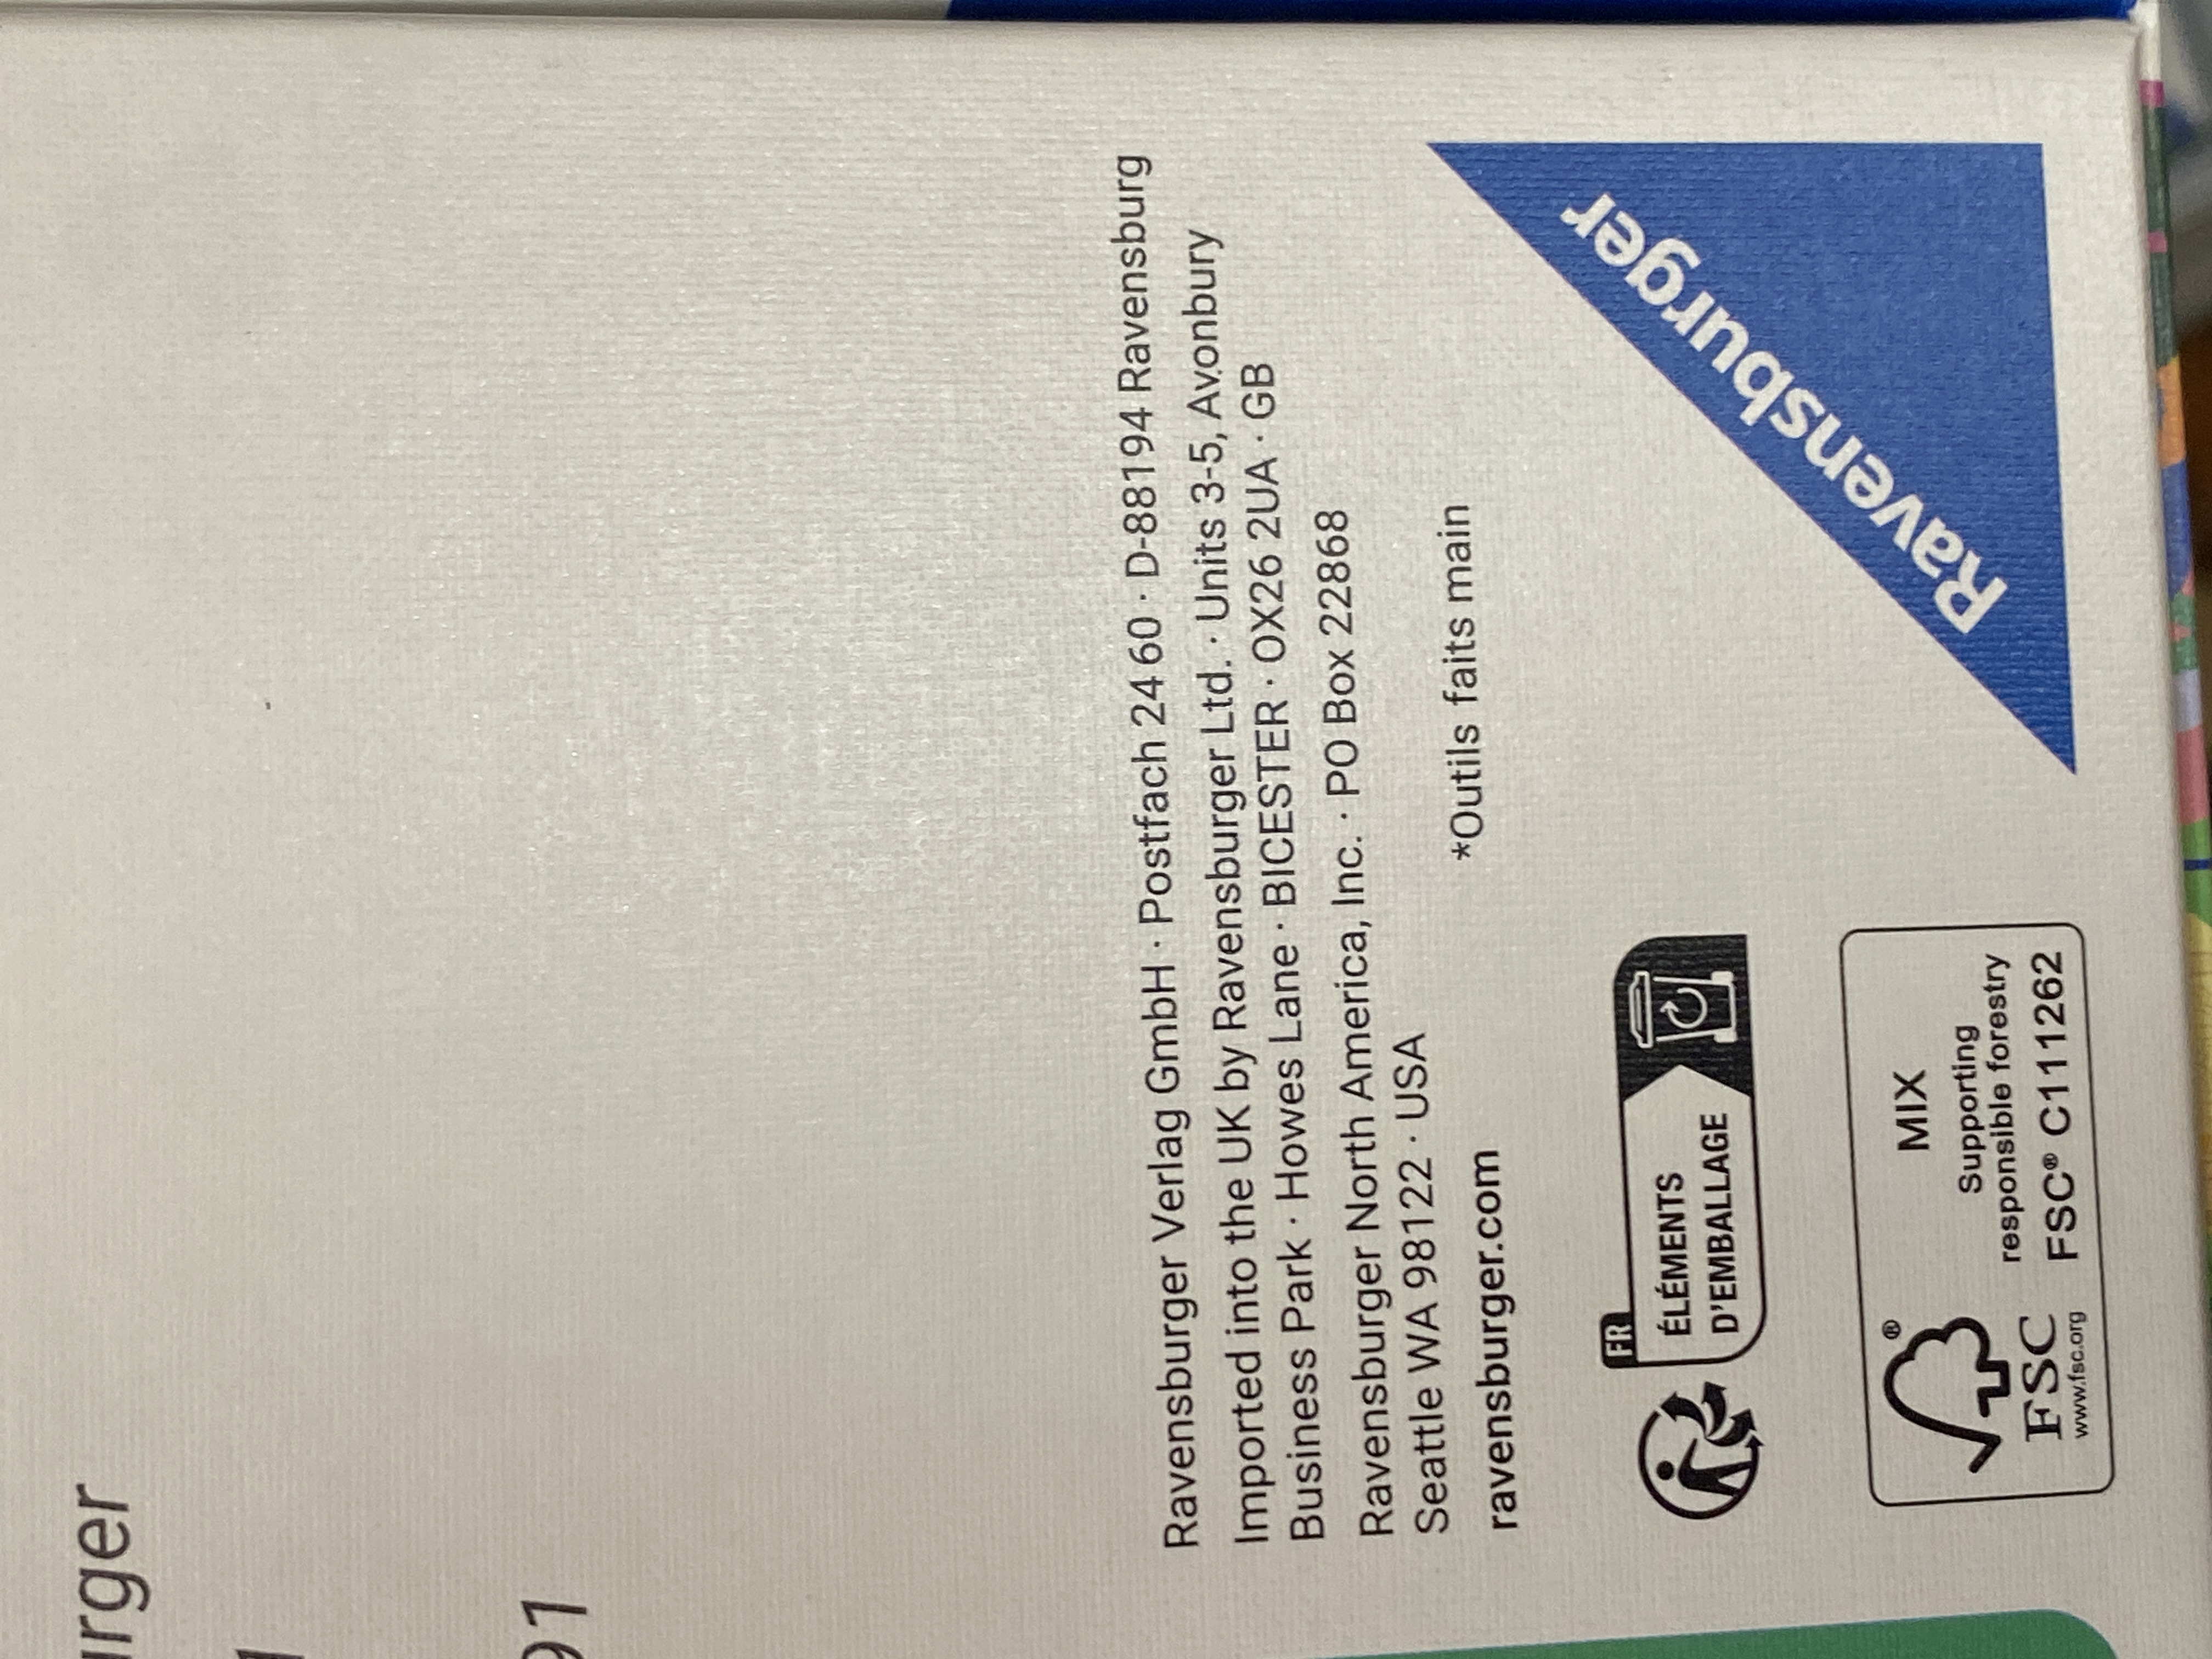 Ravensburger Verlag GmbH · Postfach 24 60 · D-88194 Ravensburg
Imported into the UK by Ravensburger Ltd. · Units 3-5, Avonbury
Business Park · Howes Lane · BICESTER · OX26 2UA · GB
Ravensburger North America, Inc. · PO Box 22868
Seattle WA 98122 · USA
*Outils faits main
ravensburger.com
FR
ÉLÉMENTS
D'EMBALLAGE
®
FSC
www.fsc.org
MIX
Supporting
responsible forestry
FSC® C111262
Ravensburger